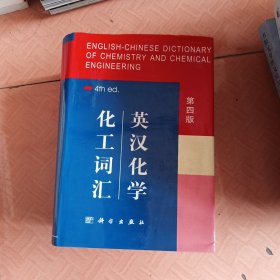 ENGLISH-CHINESE DICTIONARY
OF CHEMISTRY AND CHEMICAL
ENGINEERING
4th ed.
第四版
英汉化学
化工词汇
科学出版社